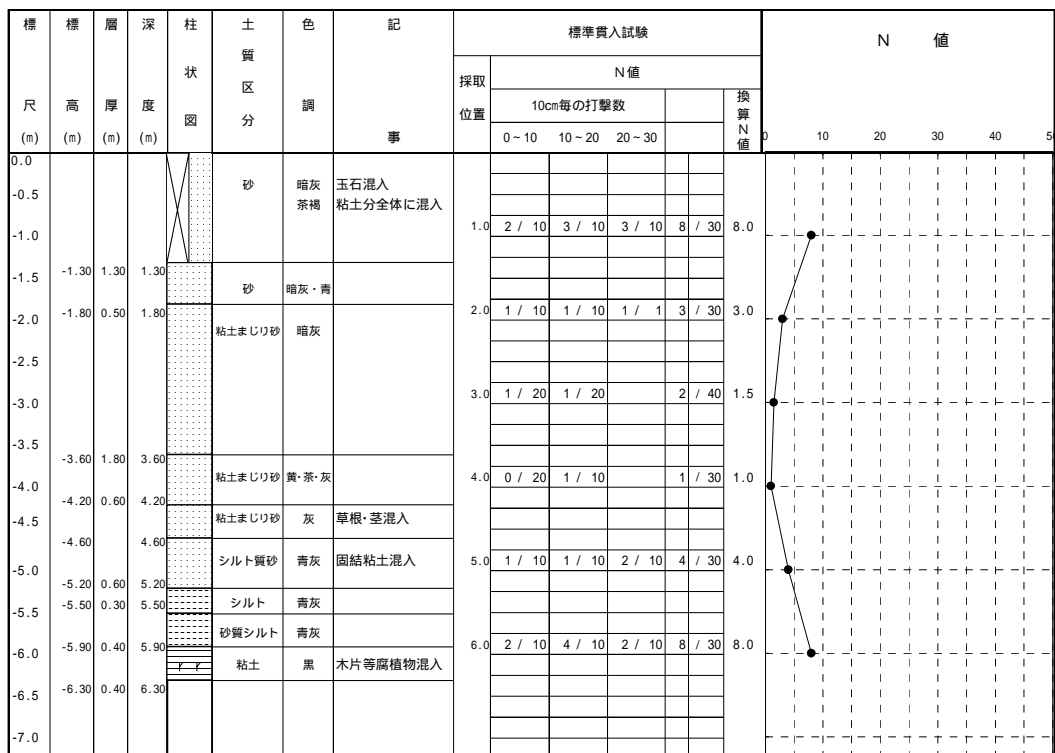 標尺(m) 標高(m) 層厚(m) 深度(m) 柱状図 土質区分 色調 記事 標準貫入試験 N 値
採取位置 N値 換算N値
10cm毎の打撃数
0~10 10~20 20~30
0 10 20 30 40 50
0.0
砂 暗灰 玉石混入
-0.5
茶褐 粘土分全体に混入
-1.0 1.0 2 / 10 3 / 10 3 / 10 8 / 30 8.0
-1.30 1.30 1.30
-1.5
砂 暗灰・青
-1.80 0.50 1.80
-2.0 2.0 1 / 10 1 / 10 1 / 1 3 / 30 3.0
粘土まじり砂 暗灰
-2.5
-3.0 3.0 1 / 20 1 / 20 2 / 40 1.5
-3.5
-3.60 1.80 3.60
粘土まじり砂 黄・茶・灰
-4.0 4.0 0 / 20 1 / 10 1 / 30 1.0
-4.20 0.60 4.20
粘土まじり砂 灰 草根・茎混入
-4.5
-4.60 4.60
シルト質砂 青灰 固結粘土混入
-5.0 5.0 1 / 10 1 / 10 2 / 10 4 / 30 4.0
-5.20 0.60 5.20
シルト 青灰
-5.50 0.30 5.50
-5.5
砂質シルト 青灰
-5.90 0.40 5.90
-6.0 6.0 2 / 10 4 / 10 2 / 10 8 / 30 8.0
粘土 黒 木片等腐植物混入
-6.30 0.40 6.30
-6.5
-7.0